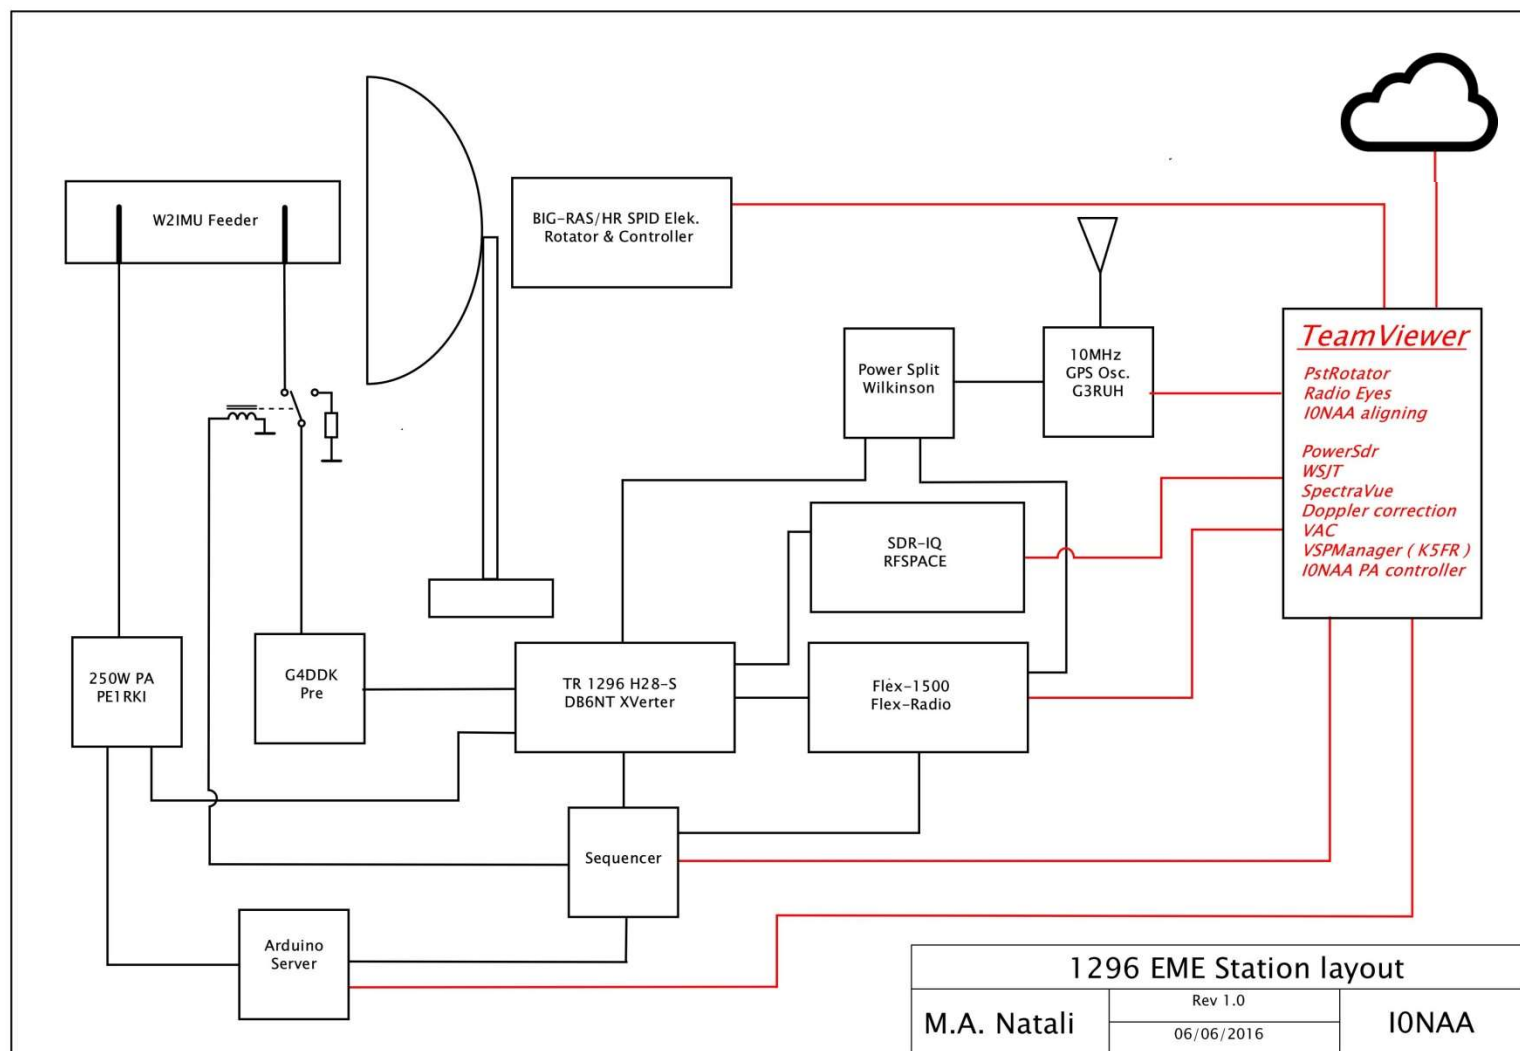 W2IMU Feeder
BIG-RAS/HR SPID Elek.
Rotator & Controller
Power Split
Wilkinson
10MHz
GPS Osc.
G3RUH
TeamViewer
PstRotator
Radio Eyes
I0NAA aligning
PowerSdr
WSJT
SpectraVue
Doppler correction
VAC
VSPManager ( K5FR )
I0NAA PA controller
SDR-IQ
RFSPACE
250W PA
PE1RKI
G4DDK
Pre
TR 1296 H28-S
DB6NT XVerter
Flex-1500
Flex-Radio
Sequencer
Arduino
Server
1296 EME Station layout
M.A. Natali
Rev 1.0
06/06/2016
I0NAA